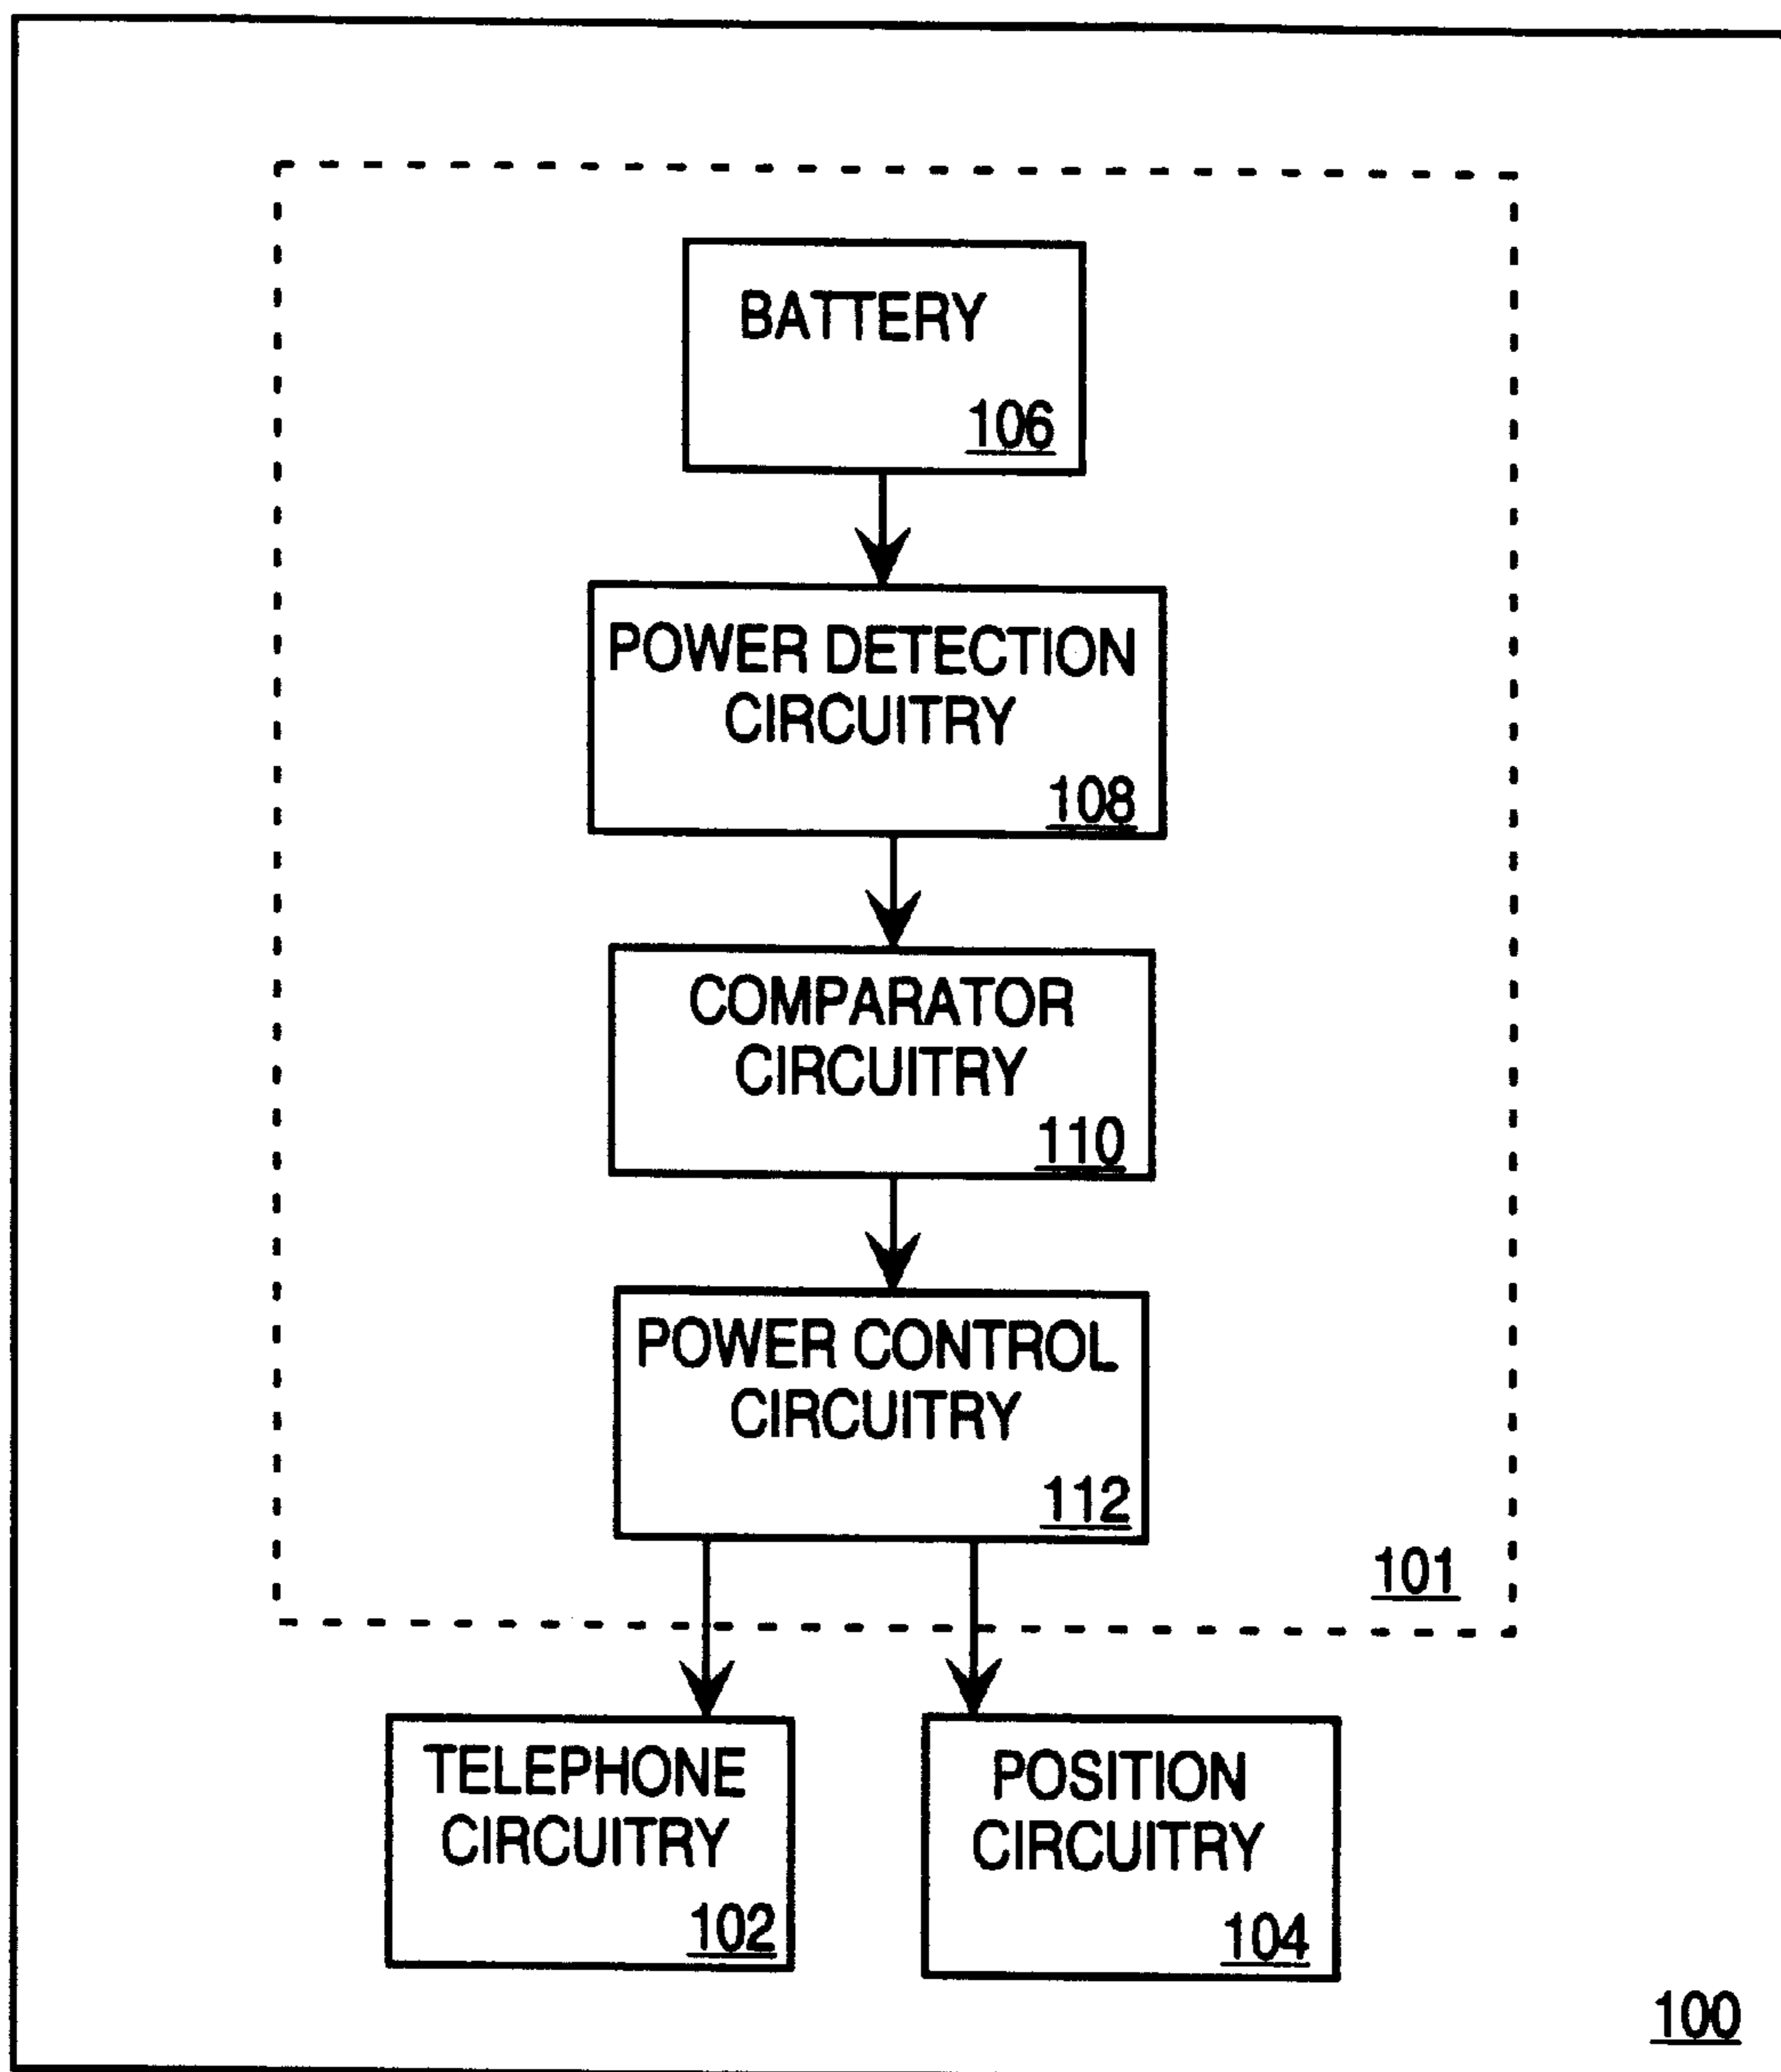 BATTERY
106
POWER DETECTION
CIRCUITRY
108
COMPARATOR
CIRCUITRY
110
POWER CONTROL
CIRCUITRY
112
101
TELEPHONE
CIRCUITRY
102
POSITION
CIRCUITRY
104
100